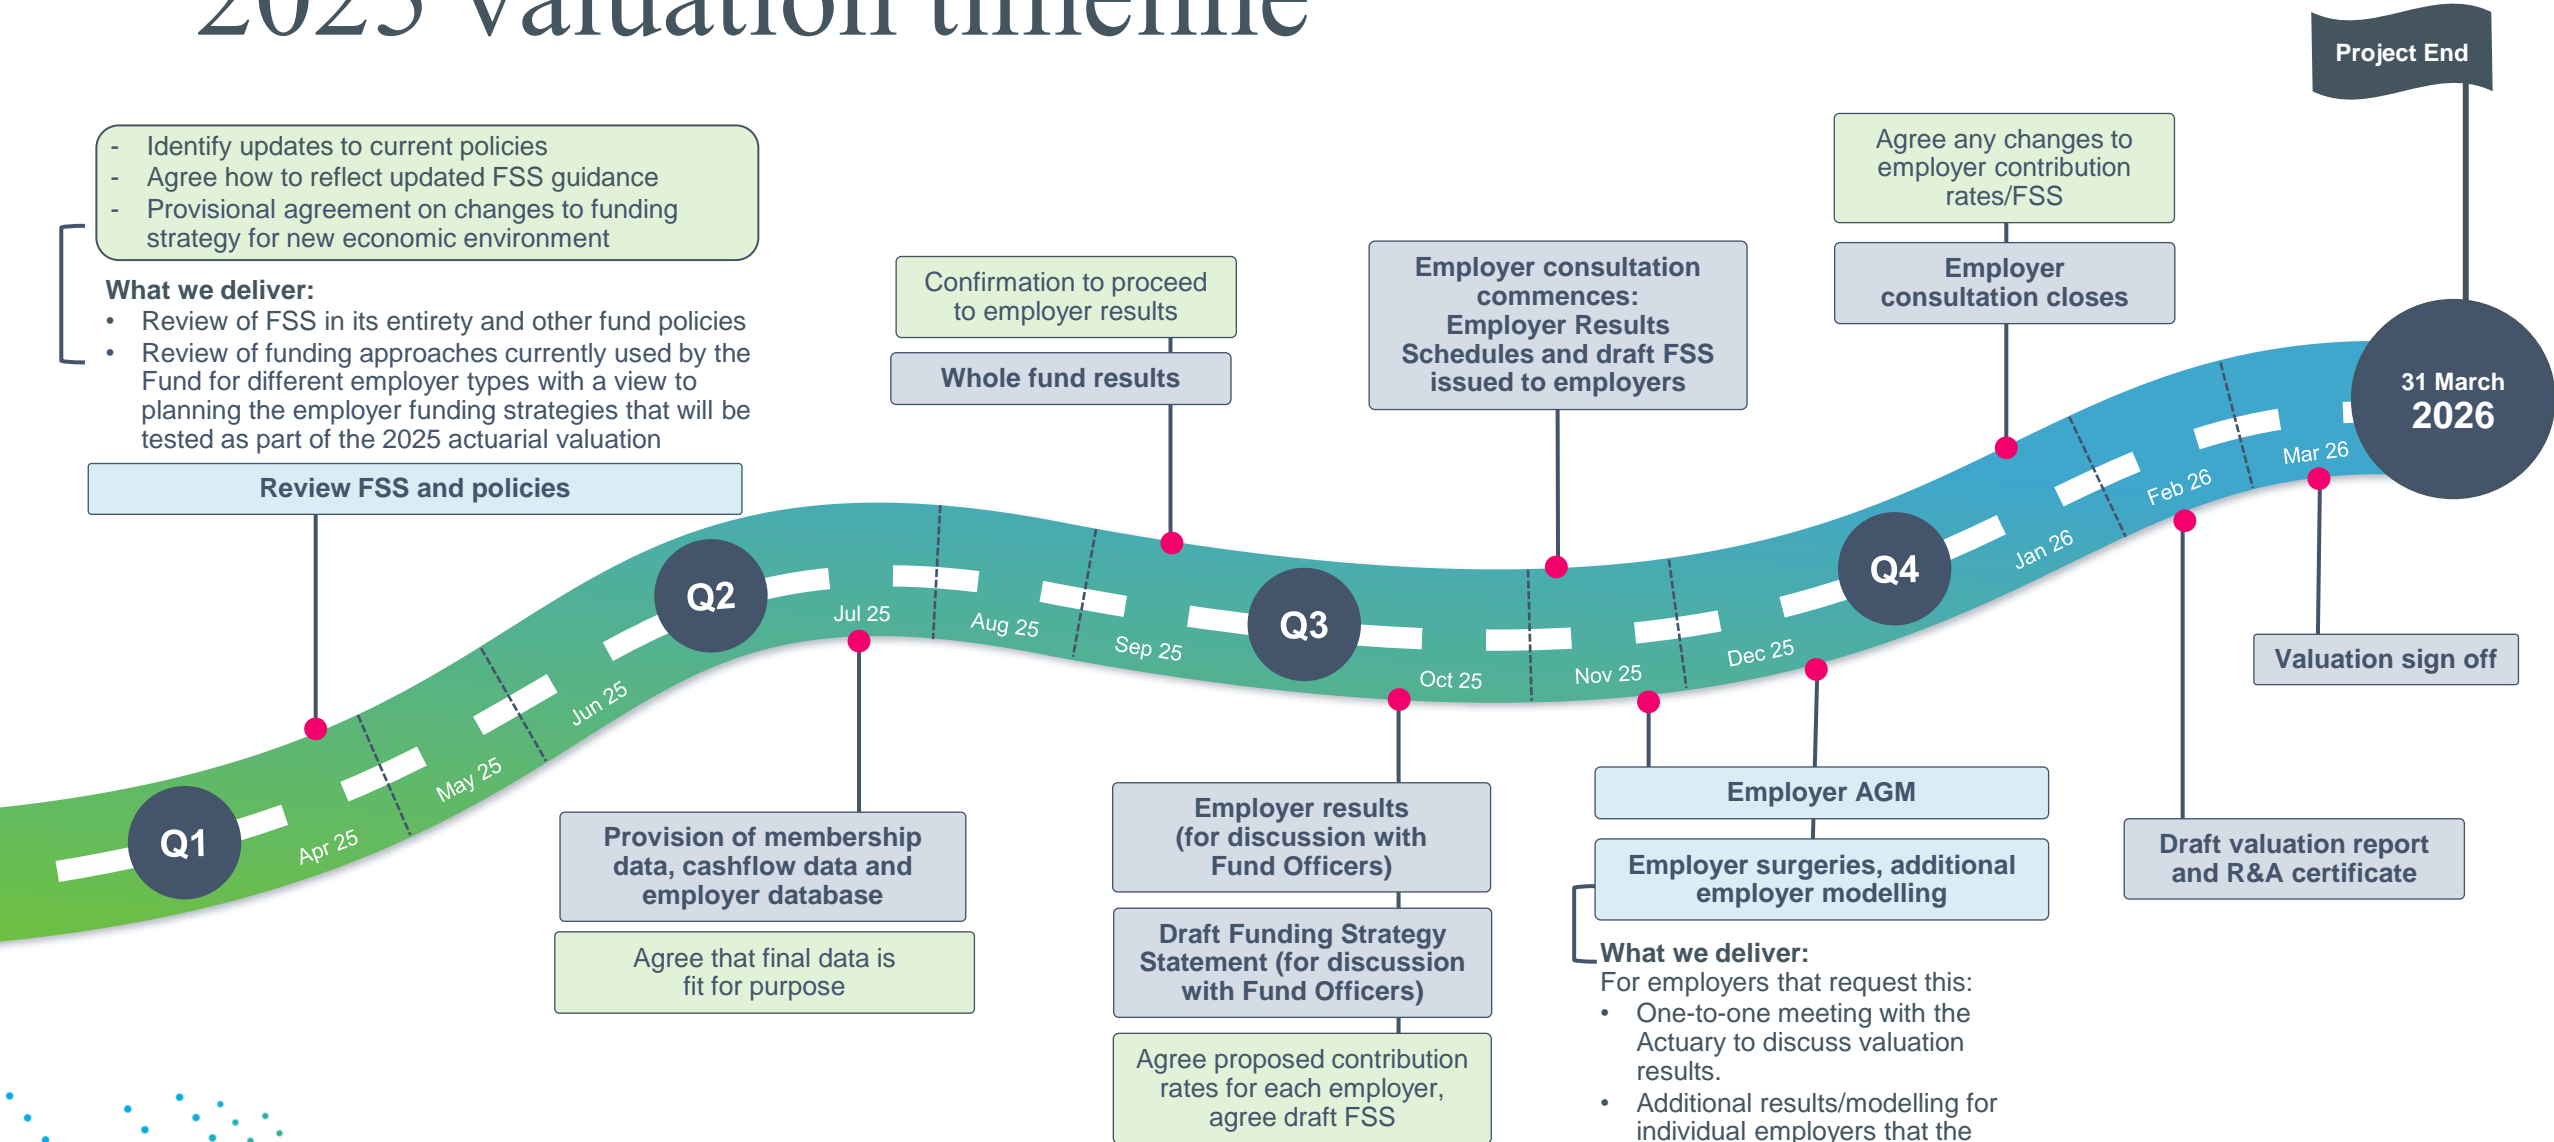 2025 valuation timeline
Project End
- Identify updates to current policies
- Agree how to reflect updated FSS guidance
- Provisional agreement on changes to funding
strategy for new economic environment
What we deliver:
• Review of FSS in its entirety and other fund policies
• Review of funding approaches currently used by the
Fund for different employer types with a view to
planning the employer funding strategies that will be
tested as part of the 2025 actuarial valuation
Review FSS and policies
Confirmation to proceed
to employer results
Whole fund results
Employer consultation
commences:
Employer Results
Schedules and draft FSS
issued to employers
Agree any changes to
employer contribution
rates/FSS
Employer
consultation closes
31 March
2026
Q1
Apr 25
May 25
Jun 25
Q2
Jul 25
Aug 25
Sep 25
Q3
Oct 25
Nov 25
Dec 25
Q4
Jan 26
Feb 26
Mar 26
Provision of membership
data, cashflow data and
employer database
Agree that final data is
fit for purpose
Employer results
(for discussion with
Fund Officers)
Draft Funding Strategy
Statement (for discussion
with Fund Officers)
Agree proposed contribution
rates for each employer,
agree draft FSS
Employer AGM
Employer surgeries, additional
employer modelling
What we deliver:
For employers that request this:
• One-to-one meeting with the
Actuary to discuss valuation
results.
• Additional results/modelling for
individual employers that the
Draft valuation report
and R&A certificate
Valuation sign off